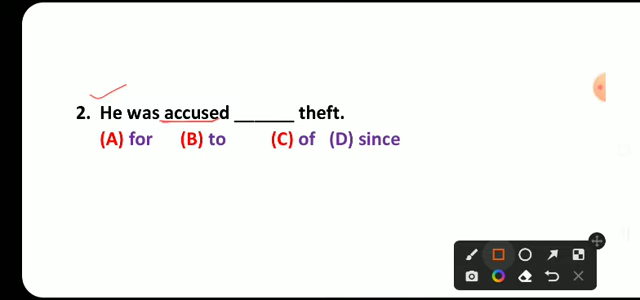 2. He was accused ______ theft.
(A) for (B) to (C) of (D) since